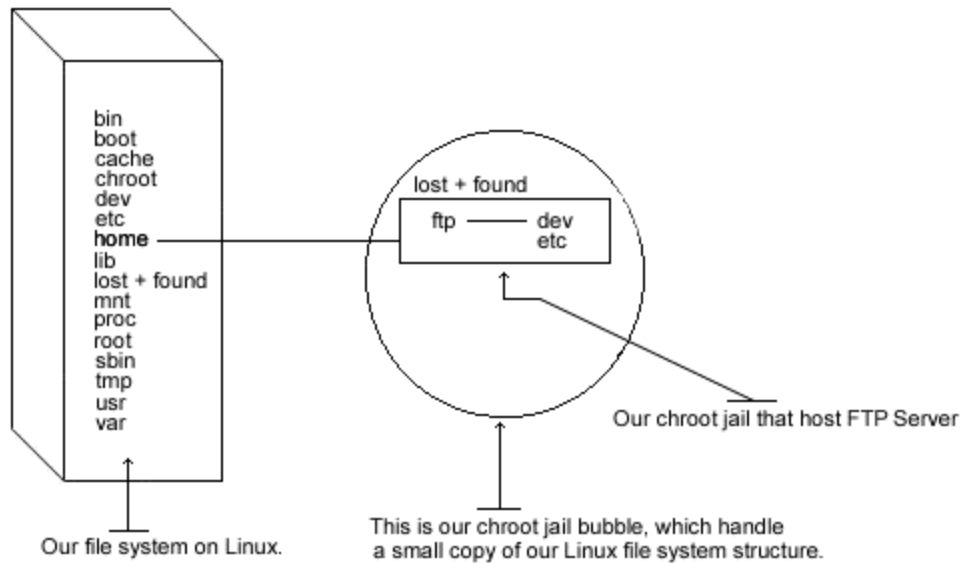 bin
boot
cache
chroot
dev
etc
home
lib
lost + found
mnt
proc
root
sbin
tmp
usr
var
Our file system on Linux.
lost + found
ftp dev
etc
Our chroot jail that host FTP Server
This is our chroot jail bubble, which handle
a small copy of our Linux file system structure.